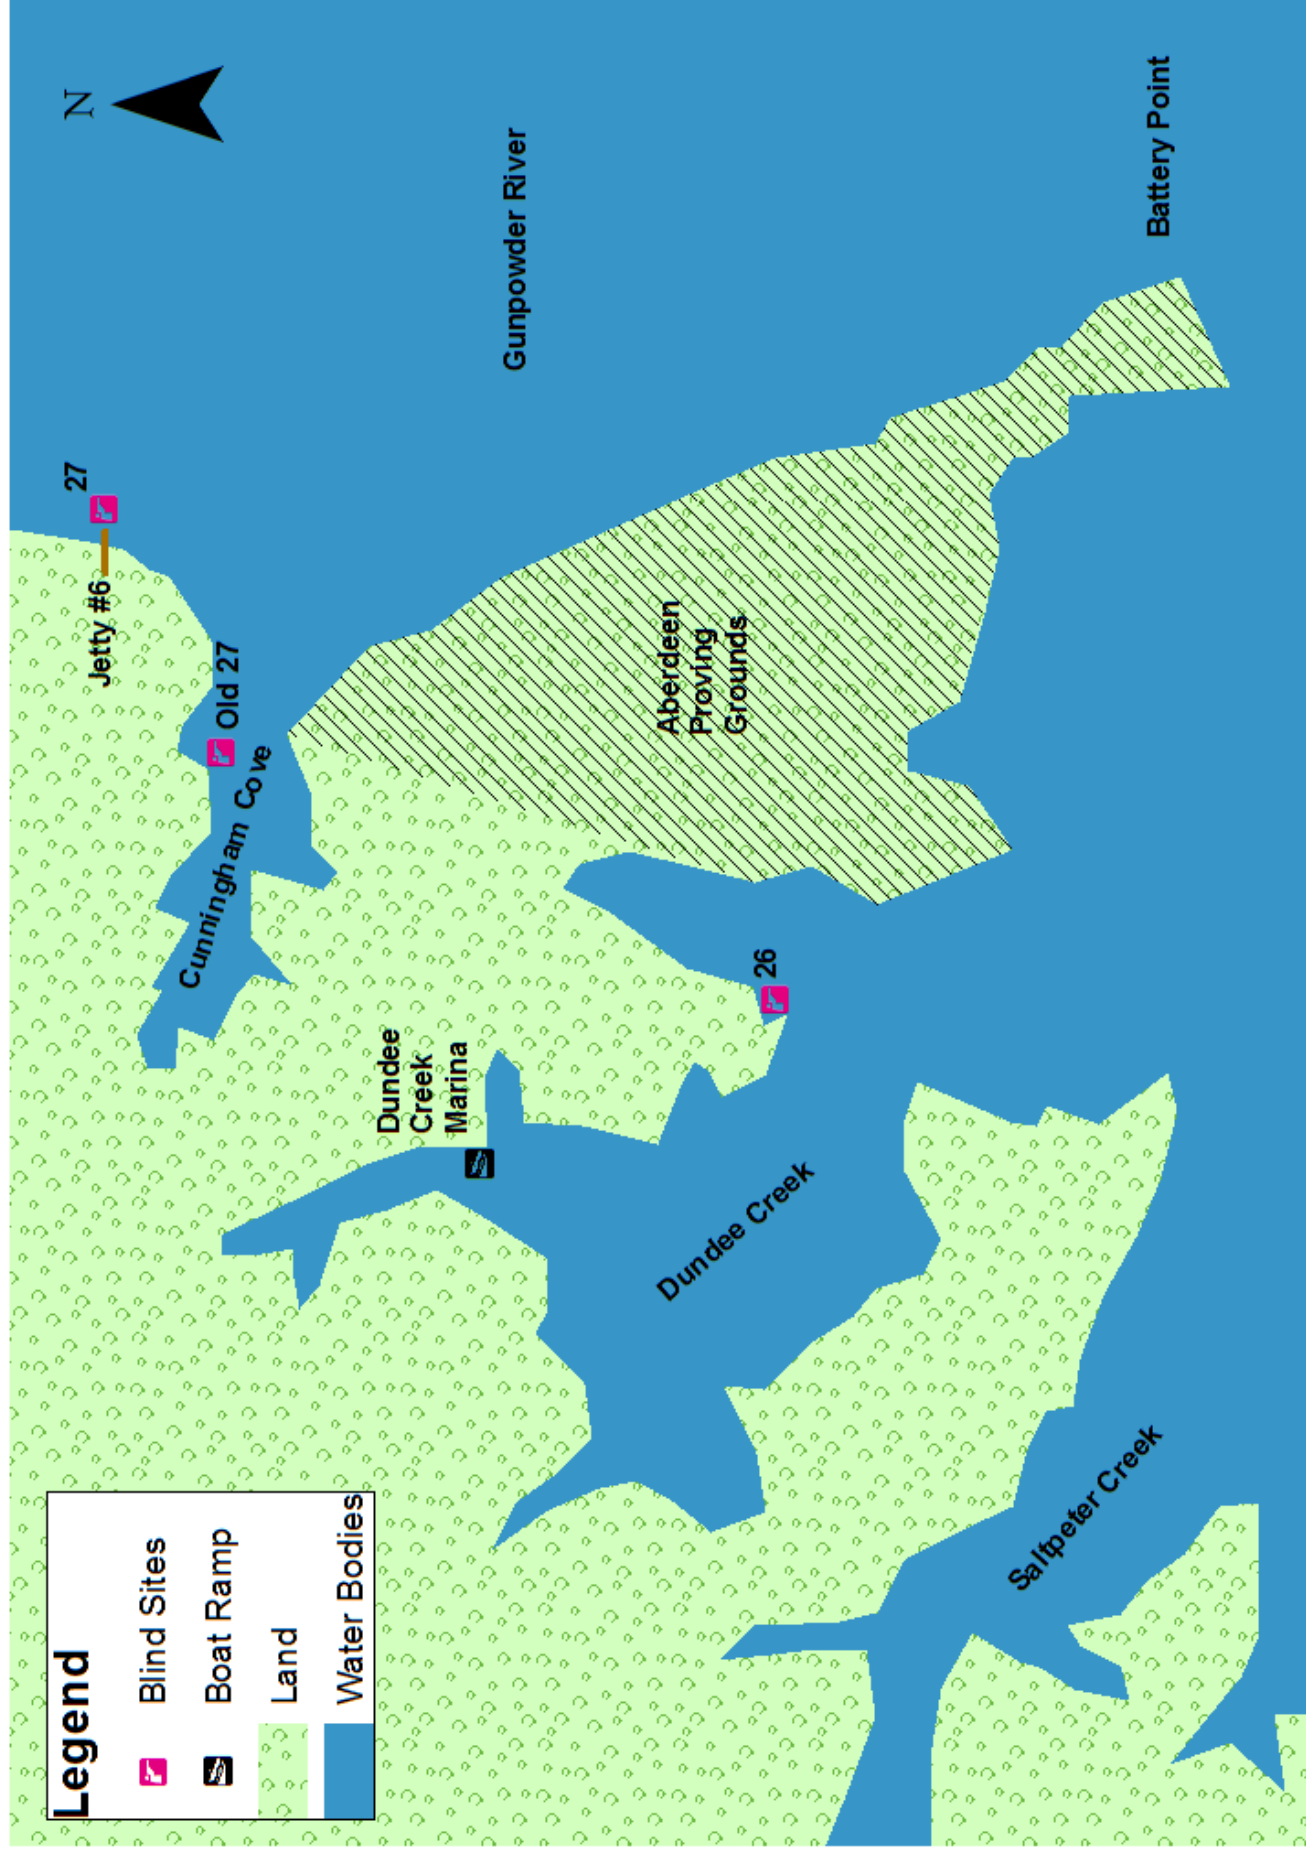 Legend
Blind Sites
Boat Ramp
Land
Water Bodies
N
27
Jetty #6
Old 27
Cunningham Cove
Gunpowder River
Dundee
Creek
Marina
Aberdeen
Proving
Grounds
26
Dundee Creek
Battery Point
Saltpeter Creek